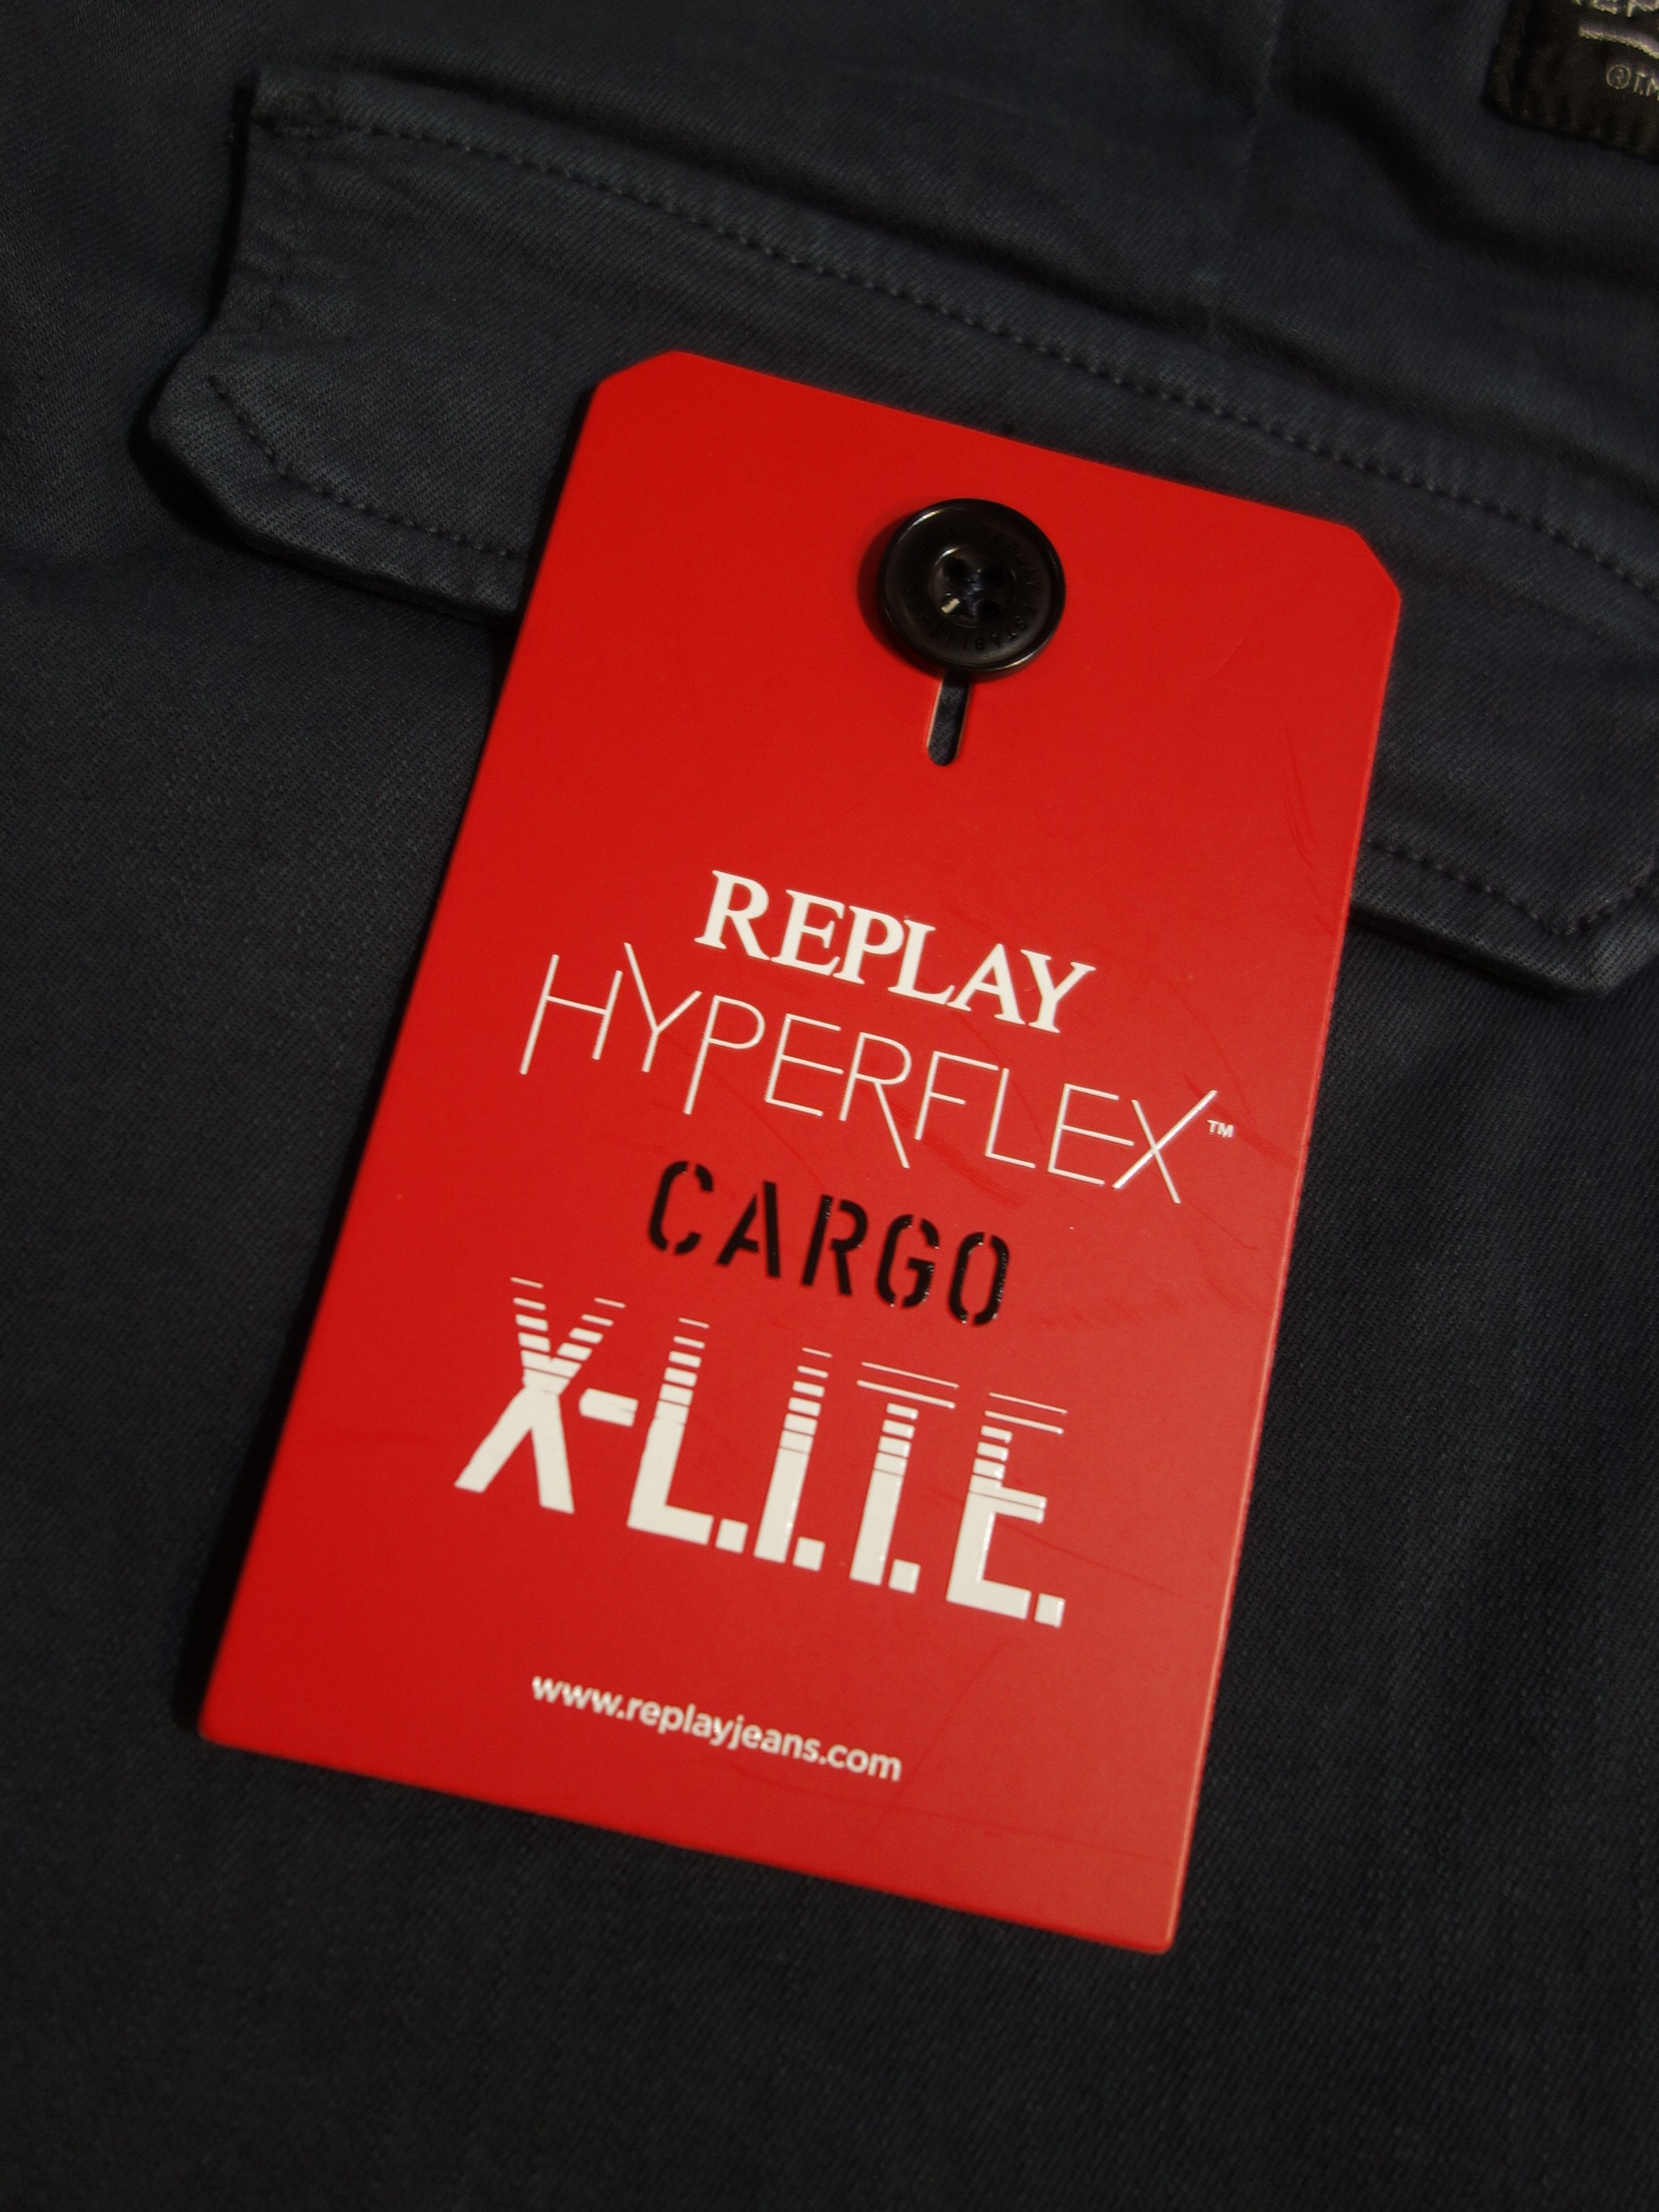 ®T.M
REPLAY
HYPERFLEX™
CARGO
X-L.I.T.E.
www.replayjeans.com